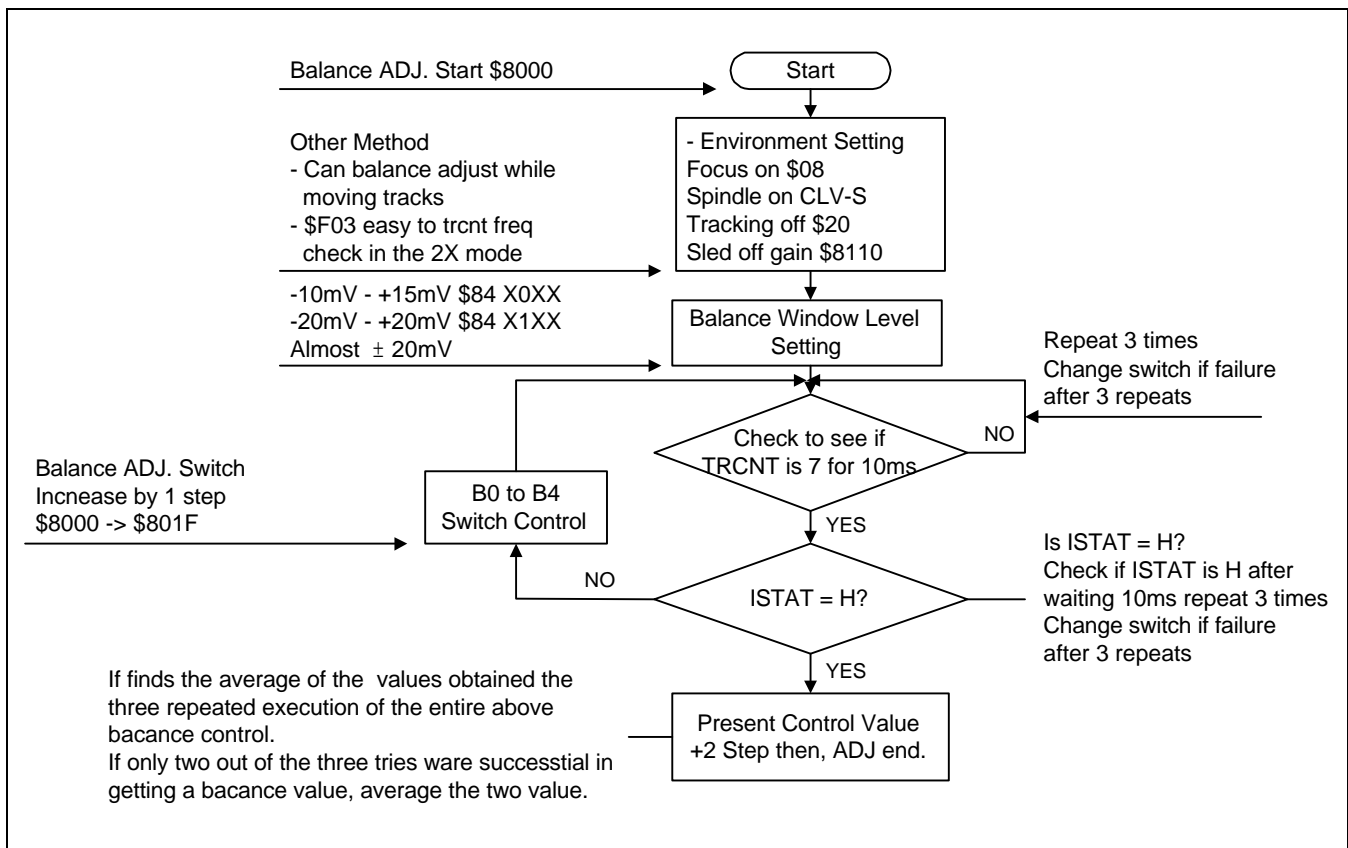 Balance ADJ. Start $8000
Start
Other Method
- Can balance adjust while
moving tracks
- $F03 easy to trcnt freq
check in the 2X mode
- Environment Setting
Focus on $08
Spindle on CLV-S
Tracking off $20
Sled off gain $8110
-10mV - +15mV $84 X0XX
-20mV - +20mV $84 X1XX
Almost ± 20mV
Balance Window Level
Setting
Repeat 3 times
Change switch if failure
after 3 repeats
Check to see if
TRCNT is 7 for 10ms
NO
Balance ADJ. Switch
Incnease by 1 step
$8000 -> $801F
B0 to B4
Switch Control
YES
NO
ISTAT = H?
Is ISTAT = H?
Check if ISTAT is H after
waiting 10ms repeat 3 times
Change switch if failure
after 3 repeats
YES
If finds the average of the values obtained the
three repeated execution of the entire above
bacance control.
If only two out of the three tries ware successtial in
getting a bacance value, average the two value.
Present Control Value
+2 Step then, ADJ end.